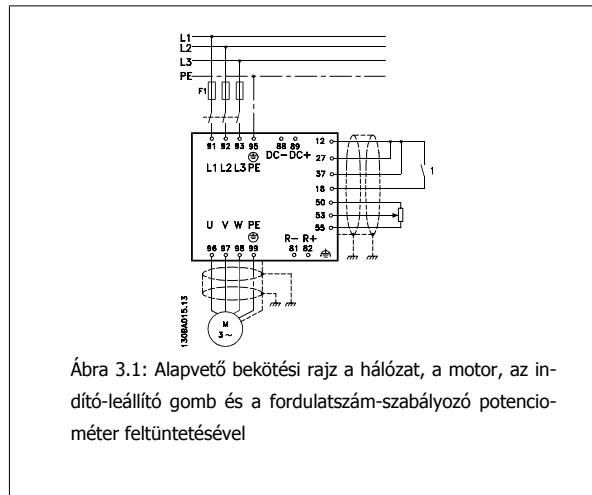 L1
L2
L3
PE
F1
91 92 93 95 88 89 12
DC- DC+ 27
L1 L2 L3 PE 37
1
18
50
53
U V W PE 55
R- R+
96 97 98 99 81 82
130BA015.13
M
3 ~
Ábra 3.1: Alapvető bekötési rajz a hálózat, a motor, az in-
dító-leállító gomb és a fordulatszám-szabályozó potencio-
méter feltüntetésével